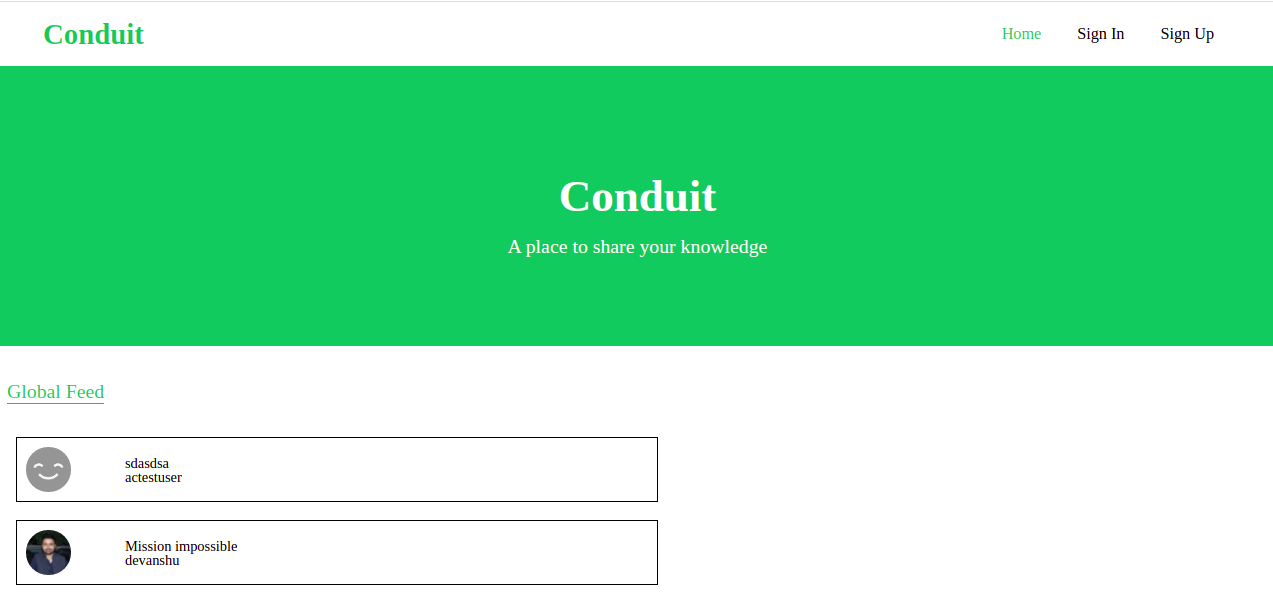 Conduit
Home Sign In Sign Up
Conduit
A place to share your knowledge
Global Feed
sdasdsa
actestuser
Mission impossible
devanshu